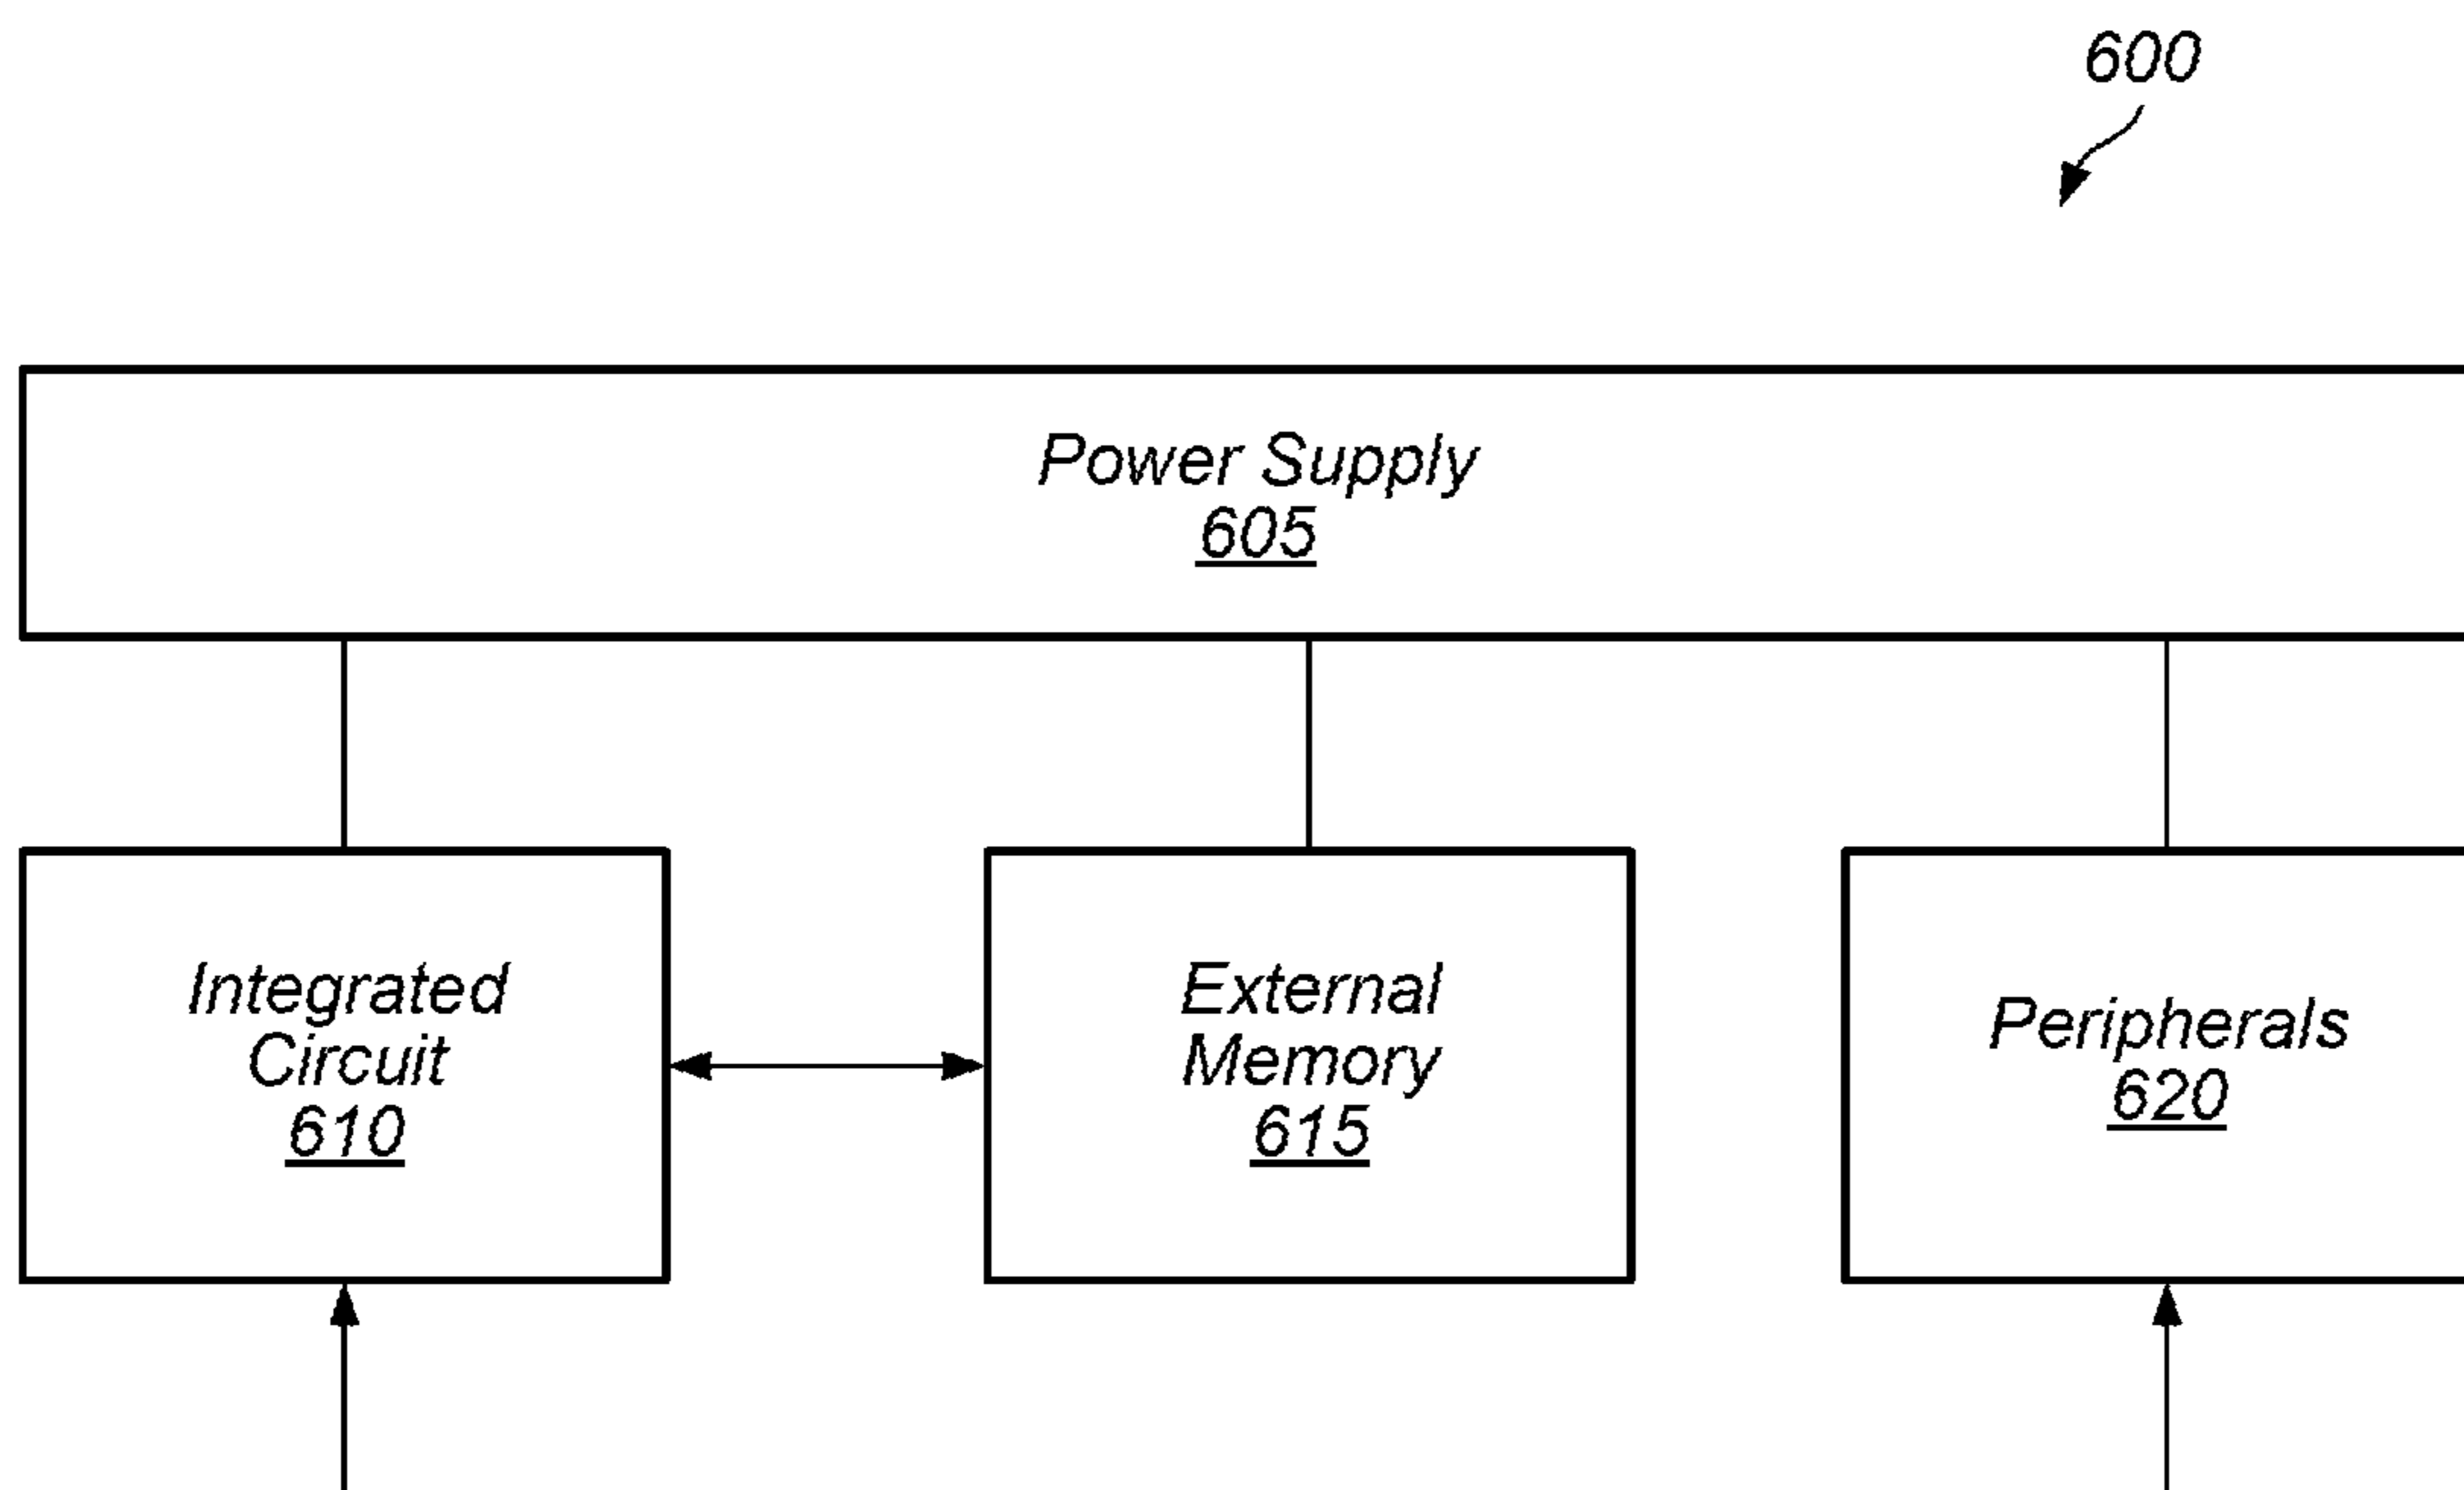 600
Power Supply
605
Integrated
Circuit
610
External
Memory
615
Peripherals
620